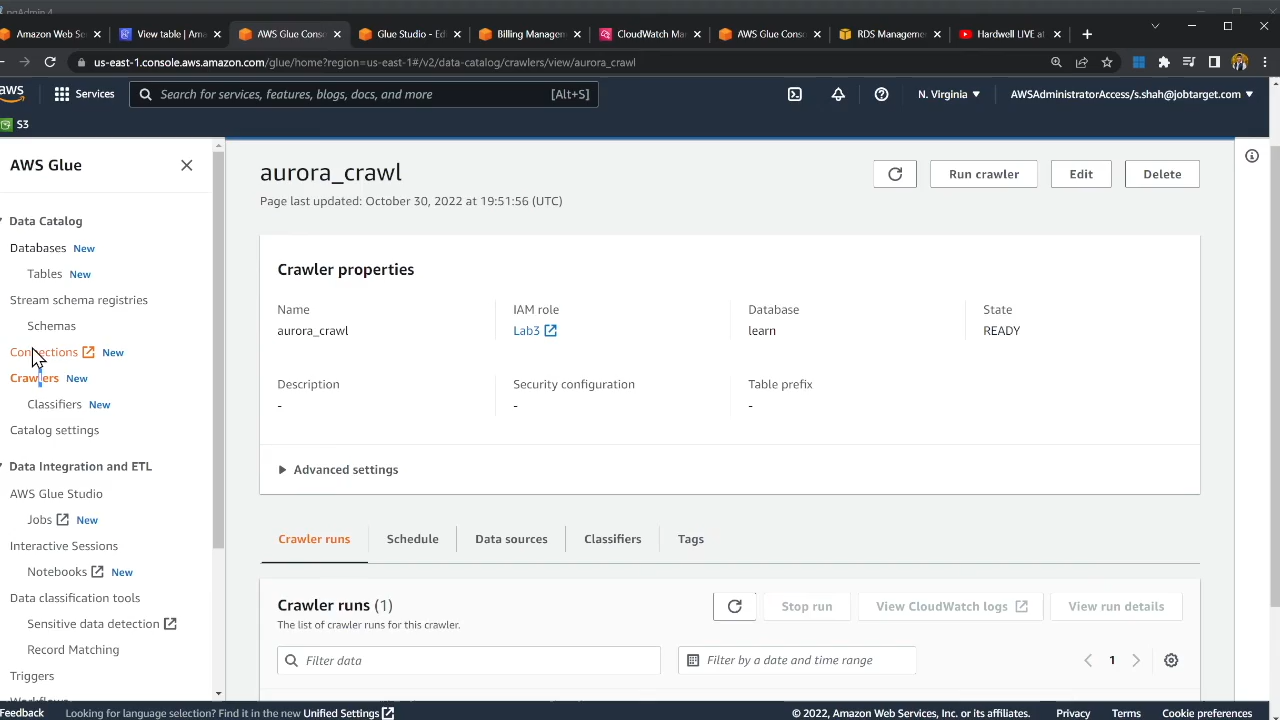 Amazon Web Se
View table | Ama
AWS Glue Cons
Glue Studio - Edi
Billing Managem
CloudWatch Ma
AWS Glue Conso
RDS Managemen
Hardwell LIVE at
us-east-1.console.aws.amazon.com/glue/home?region=us-east-1#/v2/data-catalog/crawlers/view/aurora_crawl
aws
Services
Search for services, features, blogs, docs, and more
[Alt+S]
N. Virginia
AWSAdministratorAccess/s.shah@jobtarget.com
S3
AWS Glue
Data Catalog
Databases New
Tables New
Stream schema registries
Schemas
Connections New
Crawlers New
Classifiers New
Catalog settings
Data Integration and ETL
AWS Glue Studio
Jobs New
Interactive Sessions
Notebooks New
Data classification tools
Sensitive data detection
Record Matching
Triggers
Workflows
aurora_crawl
Page last updated: October 30, 2022 at 19:51:56 (UTC)
Run crawler
Edit
Delete
Crawler properties
Name
aurora_crawl
IAM role
Lab3
Database
learn
State
READY
Description
-
Security configuration
-
Table prefix
-
Advanced settings
Crawler runs
Schedule
Data sources
Classifiers
Tags
Crawler runs (1)
The list of crawler runs for this crawler.
Stop run
View CloudWatch logs
View run details
Filter data
Filter by a date and time range
1
Feedback
Looking for language selection? Find it in the new Unified Settings
© 2022, Amazon Web Services, Inc. or its affiliates.
Privacy
Terms
Cookie preferences